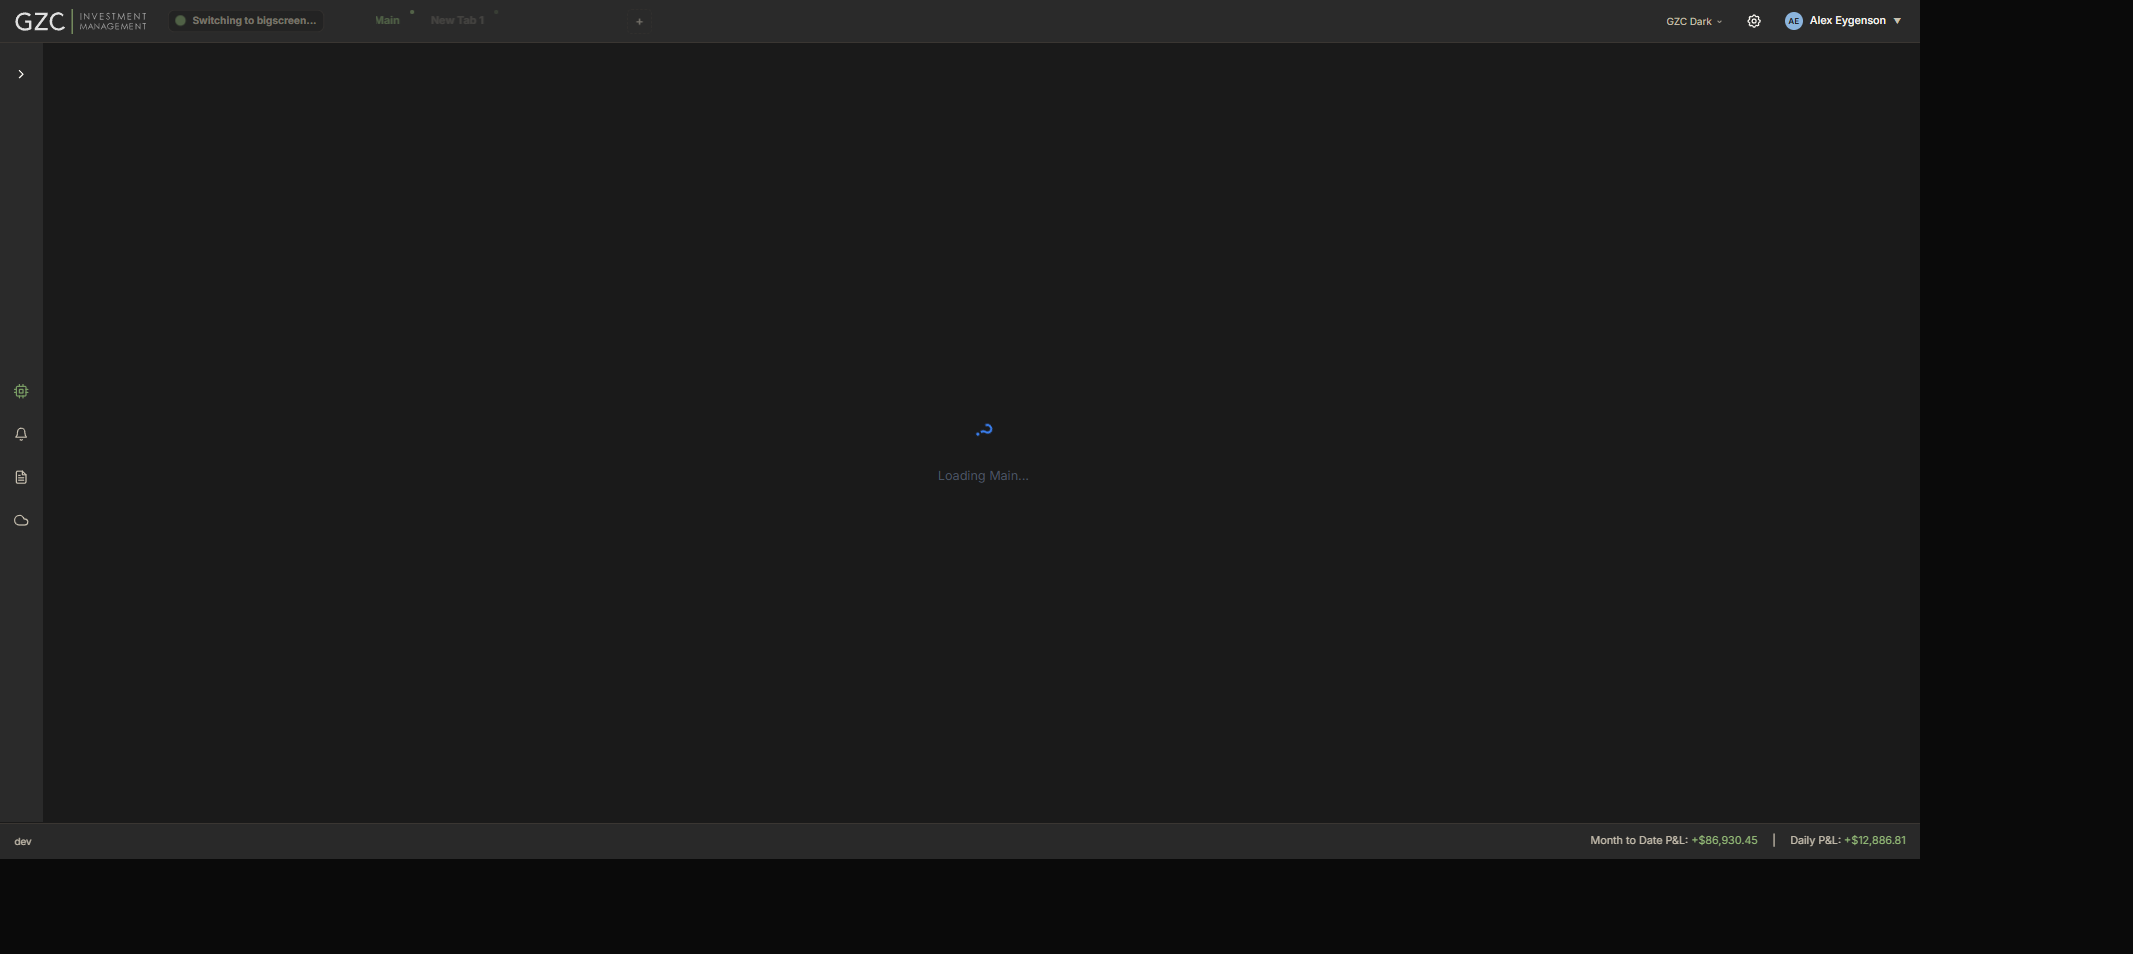 GZC INVESTMENT MANAGEMENT
Switching to bigscreen...
Main
New Tab 1
+
GZC Dark
AE
Alex Eygenson
Loading Main...
dev
Month to Date P&L: +$86,930.45 | Daily P&L: +$12,886.81